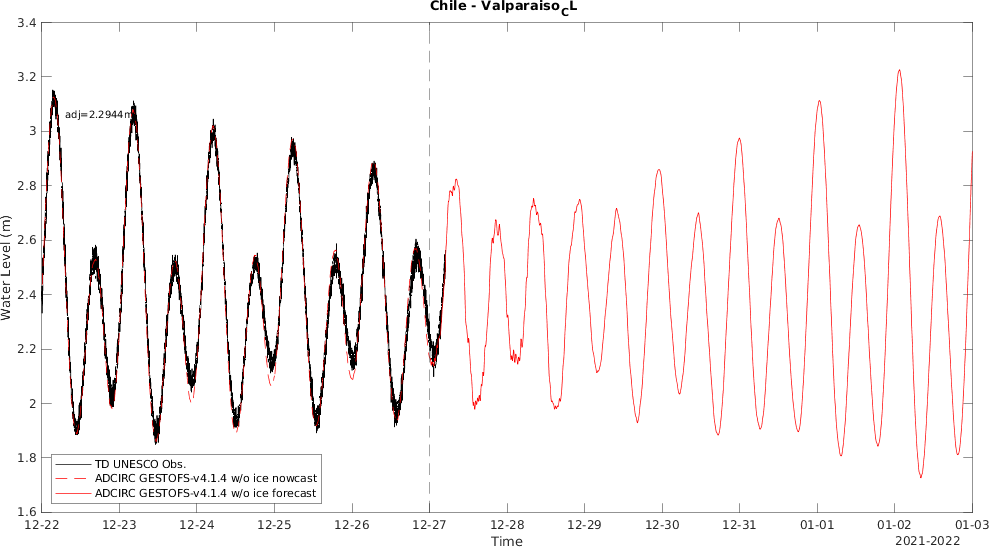 Chile - Valparaiso_CL
3.4
3.2
3
2.8
2.6
2.4
2.2
2
1.8
1.6
Water Level (m)
adj=2.2944m
TD UNESCO Obs.
ADCIRC GESTOFS-v4.1.4 w/o ice nowcast
ADCIRC GESTOFS-v4.1.4 w/o ice forecast
12-22 12-23 12-24 12-25 12-26 12-27 12-28 12-29 12-30 12-31 01-01 01-02 01-03
Time
2021-2022